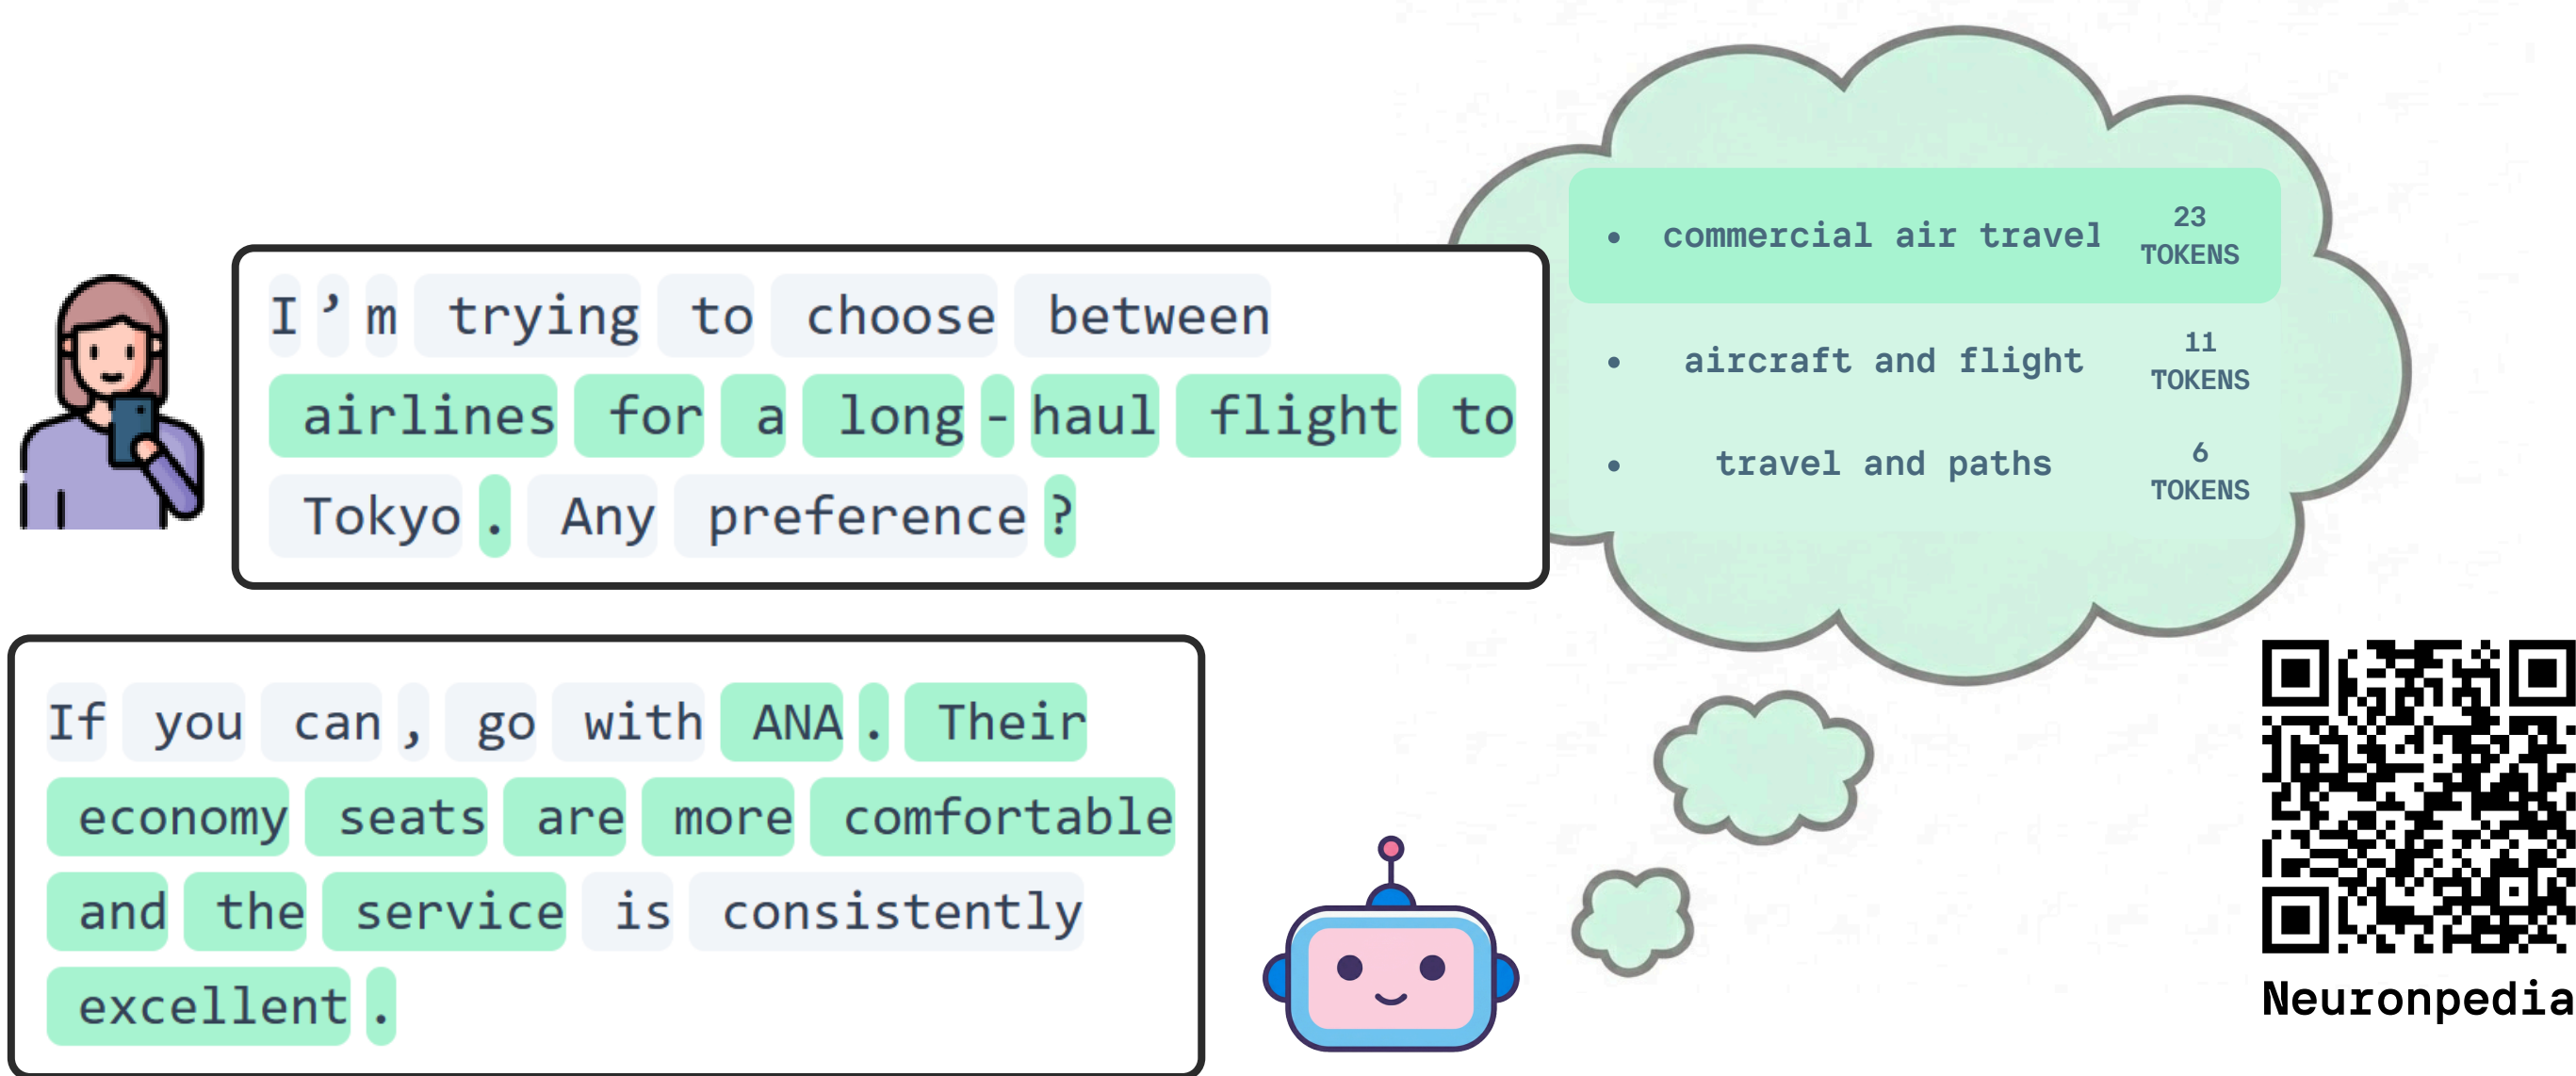 I’m trying to choose between
airlines for a long-haul flight to
Tokyo. Any preference?
• commercial air travel 23 TOKENS
• aircraft and flight 11 TOKENS
• travel and paths 6 TOKENS
If you can, go with ANA. Their
economy seats are more comfortable
and the service is consistently
excellent.
Neuronpedia